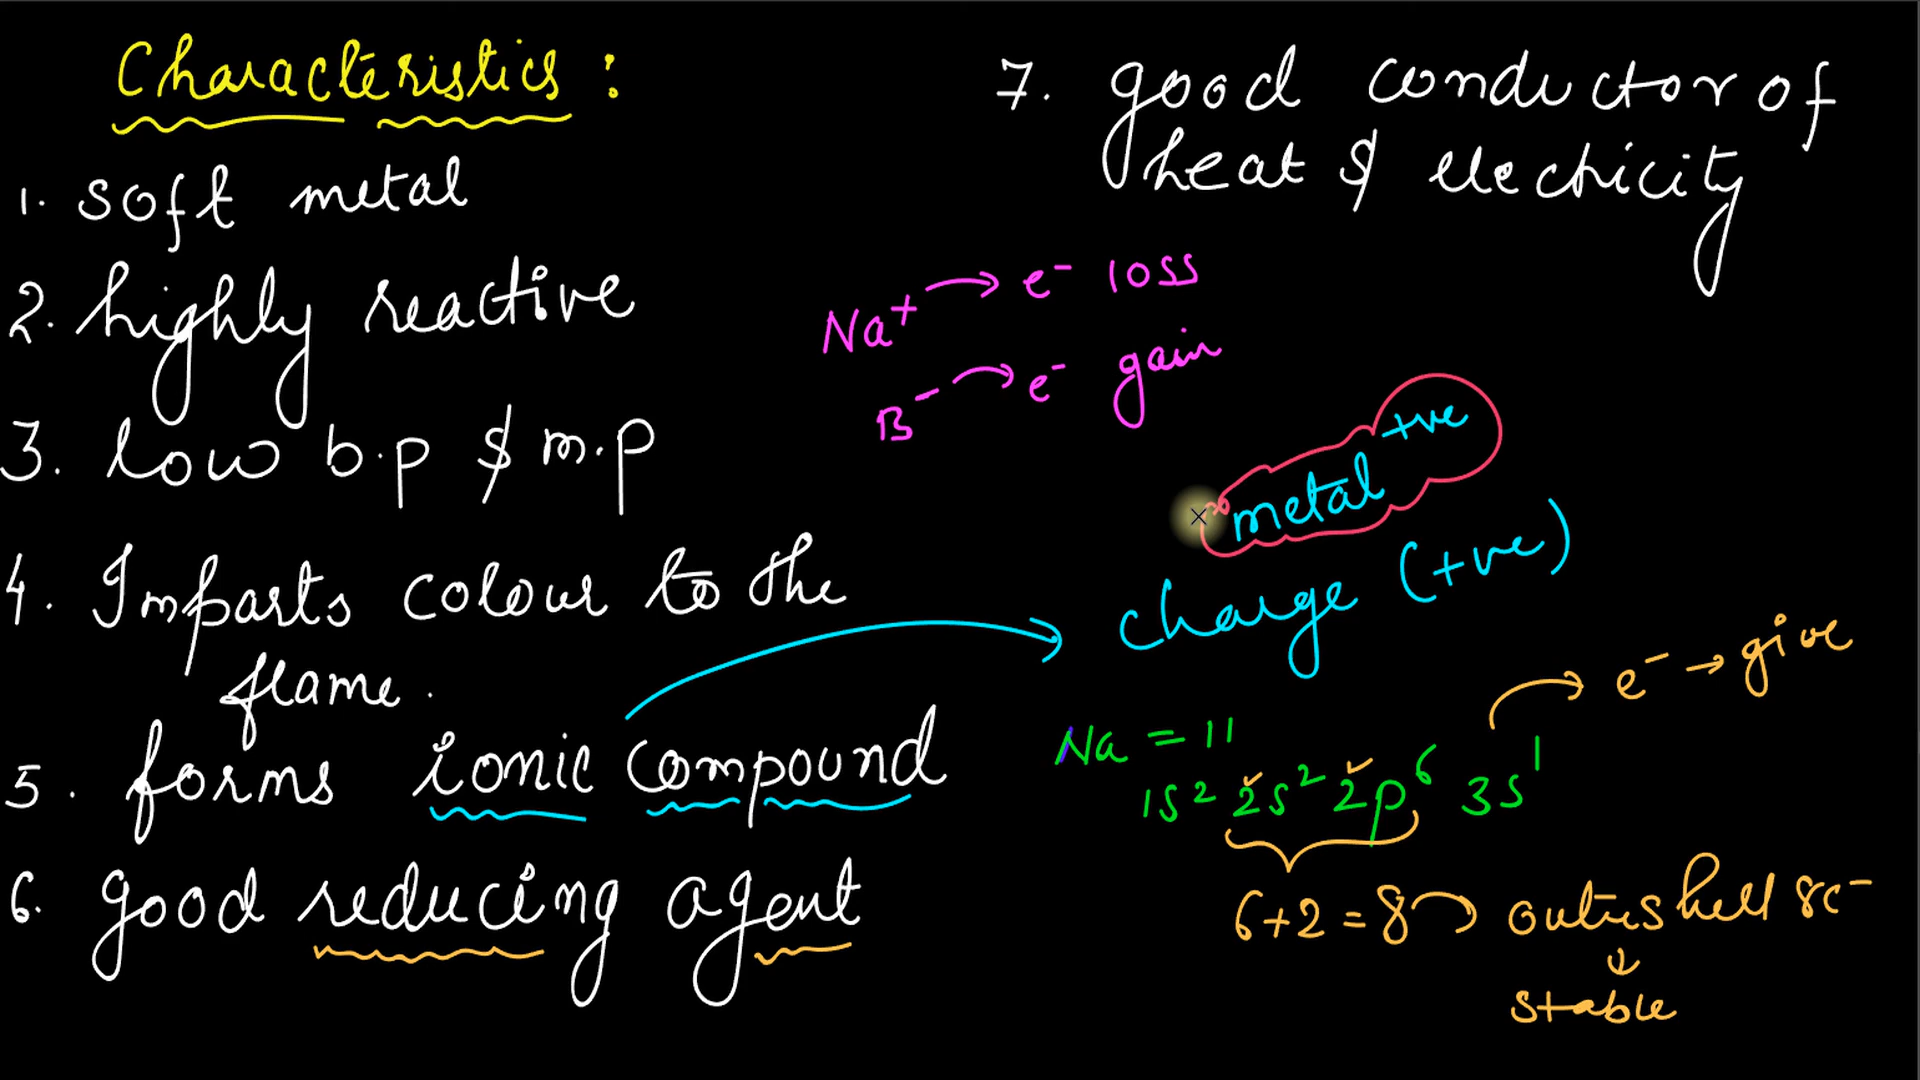 Characteristics :
1. soft metal
2. highly reactive
3. low b.p & m.p
4. Imparts colour to the
flame.
5. forms ionic compound
6. good reducing agent
7. good conductor of
heat & electricity
Na⁺ → e⁻ loss
B⁻ → e⁻ gain
metal +ve
charge (+ve)
e⁻ → give
Na = 11
1s² 2s² 2p⁶ 3s¹
6+2 = 8 → outer shell 8e⁻
↓
stable